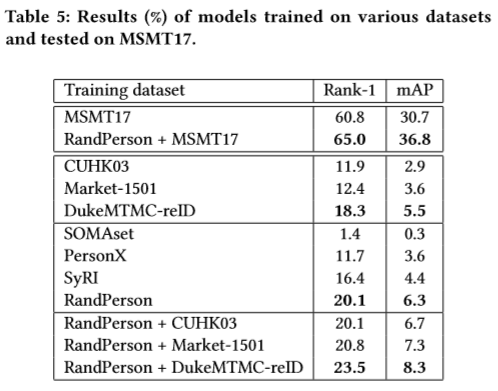 Table 5: Results (%) of models trained on various datasets
and tested on MSMT17.
Training dataset Rank-1 mAP
MSMT17 60.8 30.7
RandPerson + MSMT17 65.0 36.8
CUHK03 11.9 2.9
Market-1501 12.4 3.6
DukeMTMC-reID 18.3 5.5
SOMAset 1.4 0.3
PersonX 11.7 3.6
SyRI 16.4 4.4
RandPerson 20.1 6.3
RandPerson + CUHK03 20.1 6.7
RandPerson + Market-1501 20.8 7.3
RandPerson + DukeMTMC-reID 23.5 8.3